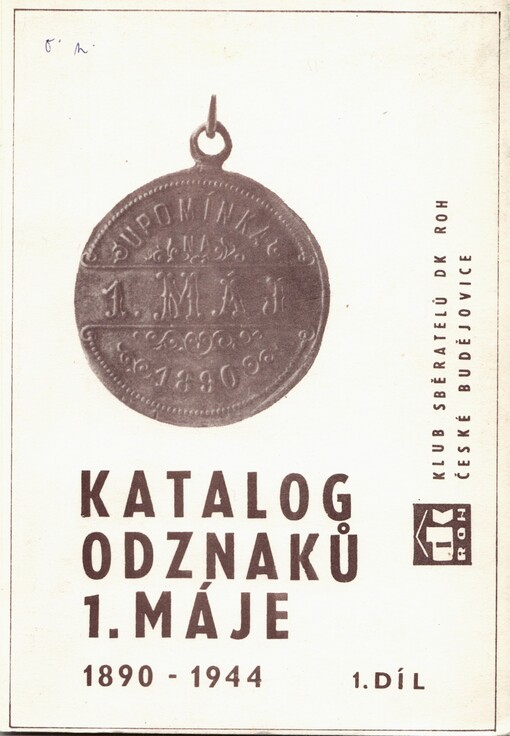 UPOMÍNKA
NA
1. MÁJ
1890
KLUB SBĚRATELŮ DK ROH
ČESKÉ BUDĚJOVICE
ROH
KATALOG
ODZNAKŮ
1. MÁJE
1890 - 1944
1. DÍL